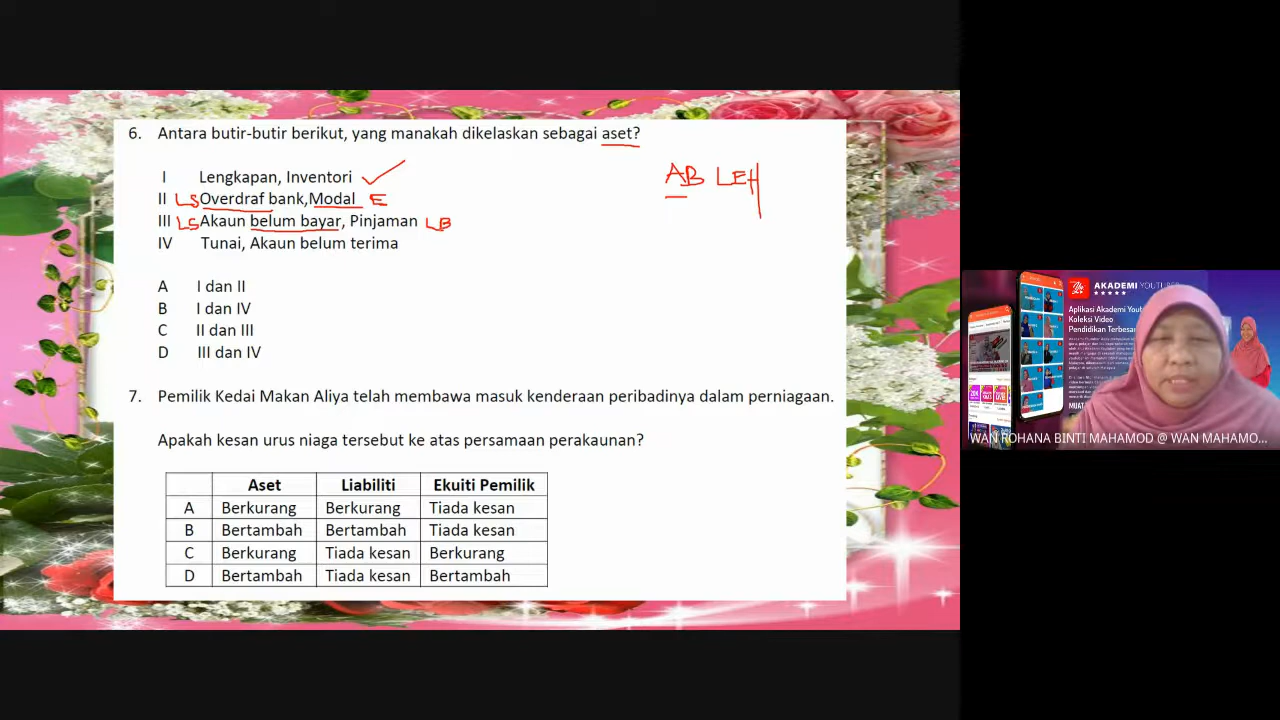 6. Antara butir-butir berikut, yang manakah dikelaskan sebagai aset?
I Lengkapan, Inventori
II LS Overdraf bank,Modal E
III LS Akaun belum bayar, Pinjaman LB
IV Tunai, Akaun belum terima
AB LEH
A I dan II
B I dan IV
C II dan III
D III dan IV
7. Pemilik Kedai Makan Aliya telah membawa masuk kenderaan peribadinya dalam perniagaan.
Apakah kesan urus niaga tersebut ke atas persamaan perakaunan?
Aset Liabiliti Ekuiti Pemilik
A Berkurang Berkurang Tiada kesan
B Bertambah Bertambah Tiada kesan
C Berkurang Tiada kesan Berkurang
D Bertambah Tiada kesan Bertambah
AKADEMI YOUTUBER
Aplikasi Akademi
Koleksi Video
Pendidikan Terbesar
WAN ROHANA BINTI MAHAMOD @ WAN MAHAMO...